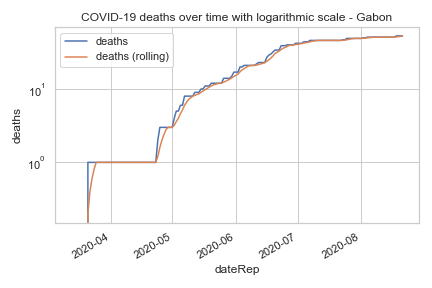 COVID-19 deaths over time with logarithmic scale - Gabon
deaths
deaths (rolling)
10¹
10⁰
deaths
2020-04
2020-05
2020-06
2020-07
2020-08
dateRep